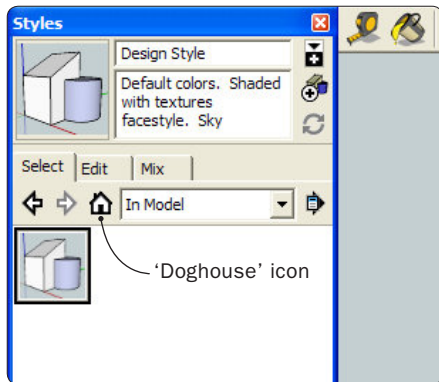 Styles
Design Style
Default colors. Shaded
with textures
facestyle. Sky
Select Edit Mix
In Model
‘Doghouse’ icon